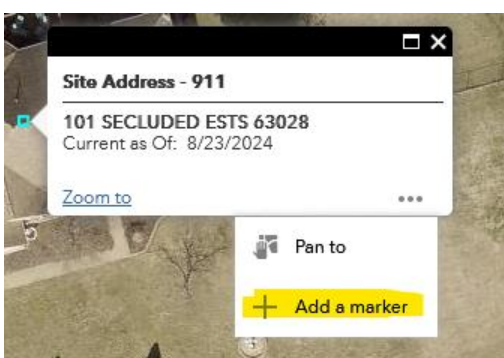 Site Address - 911
101 SECLUDED ESTS 63028
Current as Of: 8/23/2024
Zoom to
Pan to
Add a marker